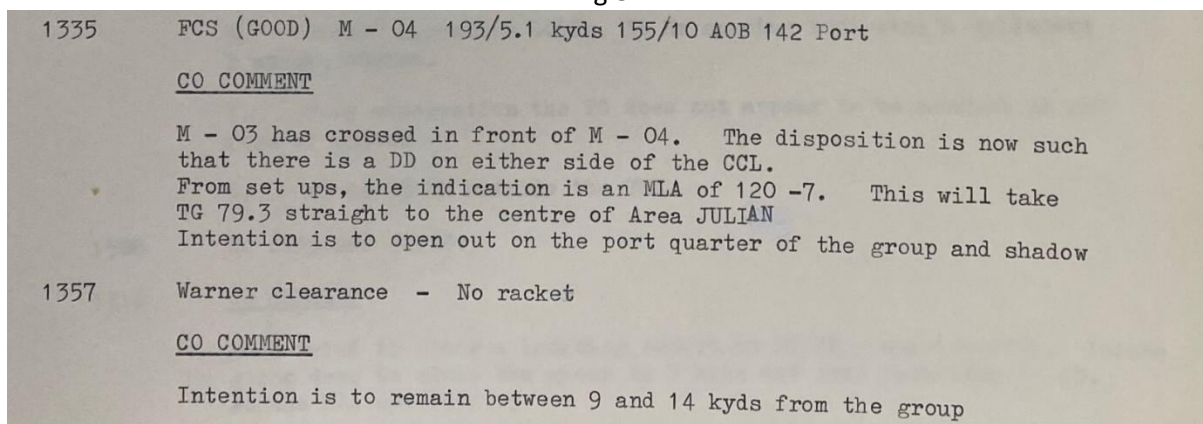 1335 FCS (GOOD) M - 04 193/5.1 kyds 155/10 AOB 142 Port
CO COMMENT
M - 03 has crossed in front of M - 04. The disposition is now such
that there is a DD on either side of the CCL.
From set ups, the indication is an MLA of 120 -7. This will take
TG 79.3 straight to the centre of Area JULIAN
Intention is to open out on the port quarter of the group and shadow
1357 Warner clearance - No racket
CO COMMENT
Intention is to remain between 9 and 14 kyds from the group